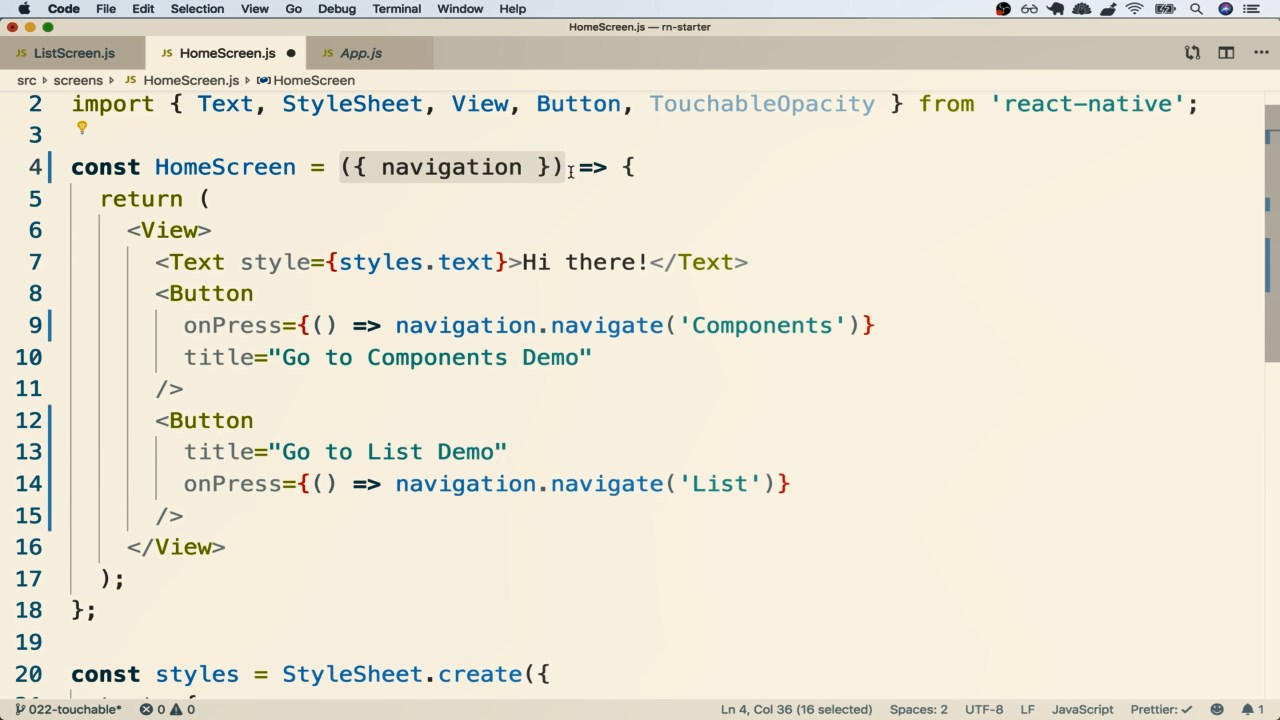 Code File Edit Selection View Go Debug Terminal Window Help
HomeScreen.js — rn-starter
JS ListScreen.js JS HomeScreen.js JS App.js
src screens JS HomeScreen.js HomeScreen
2 import { Text, StyleSheet, View, Button, TouchableOpacity } from 'react-native';
3
4 const HomeScreen = ({ navigation }) => {
5 return (
6 <View>
7 <Text style={styles.text}>Hi there!</Text>
8 <Button
9 onPress={() => navigation.navigate('Components')}
10 title="Go to Components Demo"
11 />
12 <Button
13 title="Go to List Demo"
14 onPress={() => navigation.navigate('List')}
15 />
16 </View>
17 );
18 };
19
20 const styles = StyleSheet.create({
022-touchable* 0 0 Ln 4, Col 36 (16 selected) Spaces: 2 UTF-8 LF JavaScript Prettier: ✓ 1